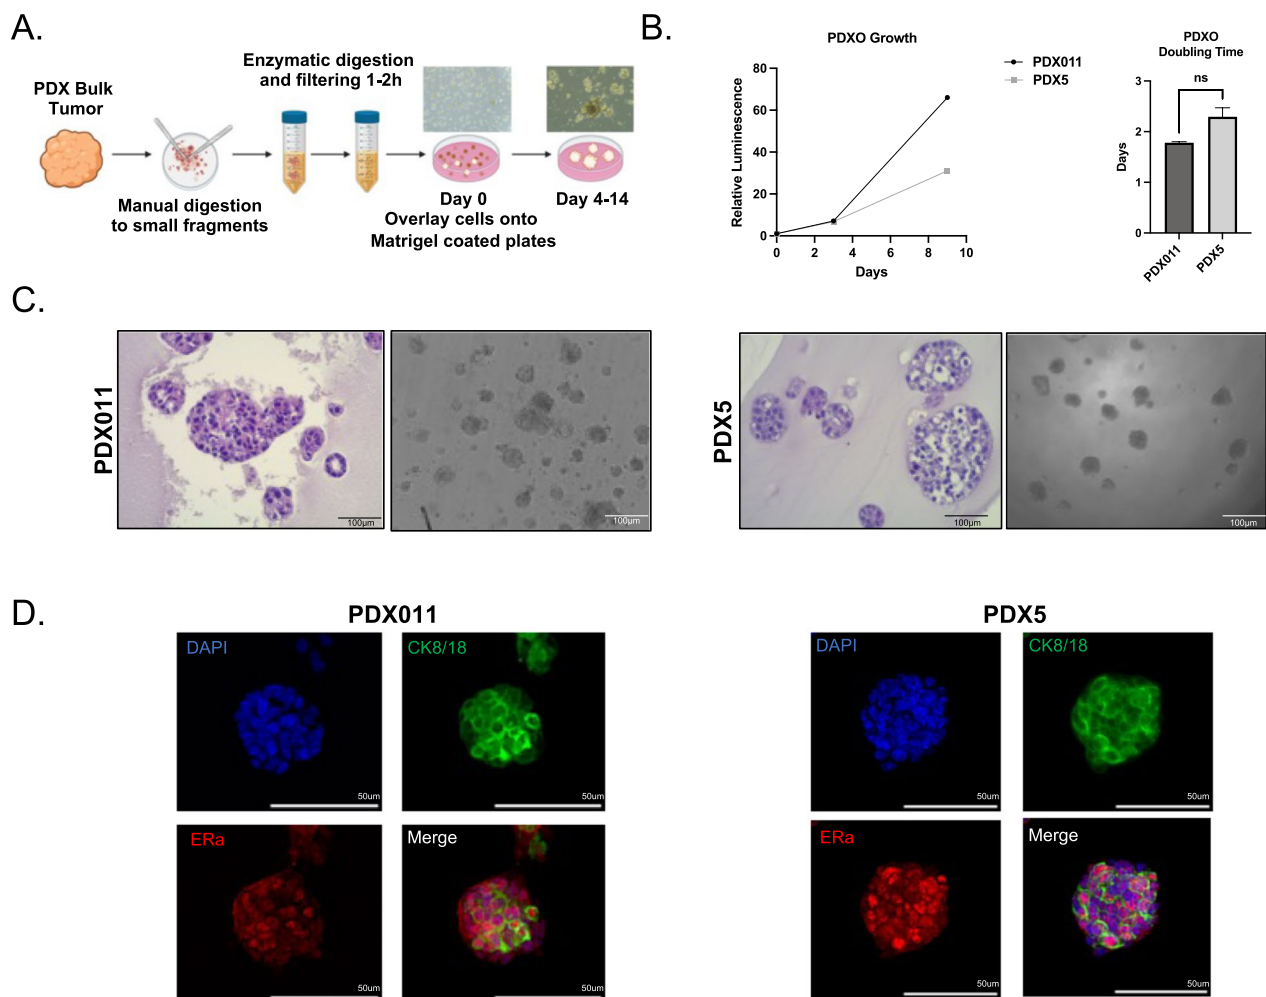 A.
PDX Bulk
Tumor
Manual digestion
to small fragments
Enzymatic digestion
and filtering 1-2h
Day 0
Overlay cells onto
Matrigel coated plates
Day 4-14
B.
PDXO Growth
Relative Luminescence
80
60
40
20
0
0 2 4 6 8 10
Days
PDX011
PDX5
PDXO
Doubling Time
ns
Days
3
2
1
0
PDX011
PDX5
C.
PDX011
100µm
100µm
PDX5
100µm
100µm
D.
PDX011
DAPI
50um
CK8/18
50um
ERa
Merge
PDX5
DAPI
50um
CK8/18
50um
ERa
50um
Merge
50um